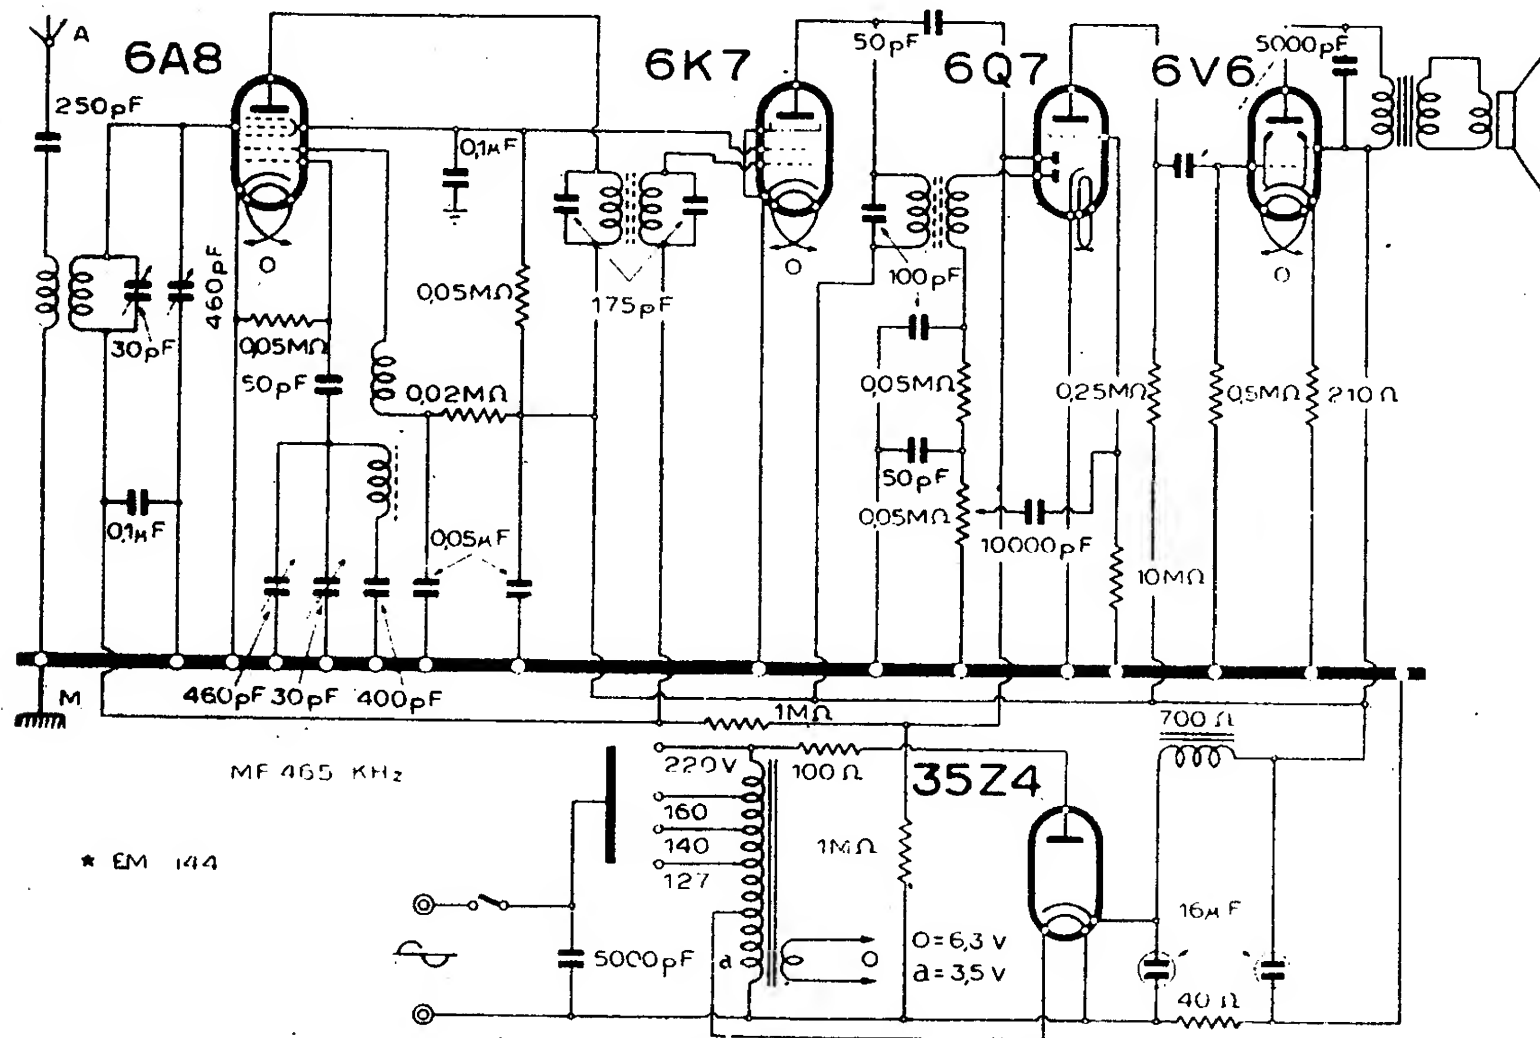 A
6A8
6K7
6Q7
6V6
50pF
5000pF
250pF
0,1µF
460pF
0,05MΩ
175pF
100pF
30pF
0,05MΩ
50pF
0,02MΩ
0,05MΩ
0,25MΩ
0,5MΩ
210Ω
50pF
0,05MΩ
10000pF
0,1µF
0,05µF
10MΩ
460pF
30pF
400pF
M
1MΩ
700Ω
MF 465 KHz
220V
100Ω
35Z4
160
140
127
1MΩ
* EM 144
16µF
5000pF
a
O
O=6,3 v
a=3,5 v
40Ω
O
O
O